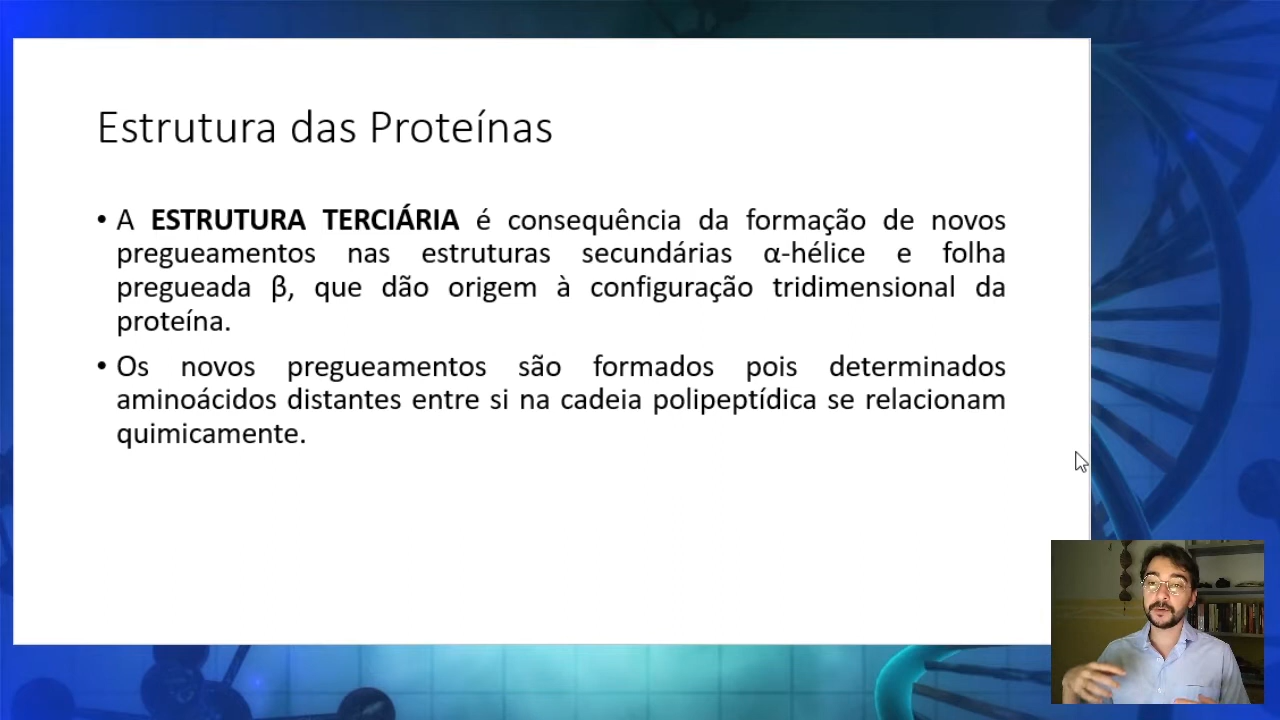 Estrutura das Proteínas
• A ESTRUTURA TERCIÁRIA é consequência da formação de novos
pregueamentos nas estruturas secundárias α-hélice e folha
pregueada β, que dão origem à configuração tridimensional da
proteína.
• Os novos pregueamentos são formados pois determinados
aminoácidos distantes entre si na cadeia polipeptídica se relacionam
quimicamente.